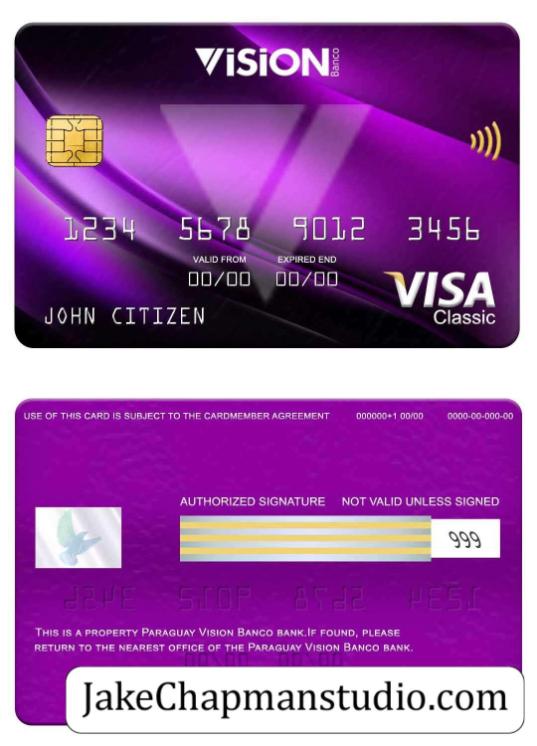 ViSiON Banco
1234 5678 9012 3456
VALID FROM EXPIRED END
00/00 00/00
VISA
Classic
JOHN CITIZEN
USE OF THIS CARD IS SUBJECT TO THE CARDMEMBER AGREEMENT 000000+1 00/00 0000-00-000-00
AUTHORIZED SIGNATURE NOT VALID UNLESS SIGNED
999
THIS IS A PROPERTY PARAGUAY VISION BANCO BANK.IF FOUND, PLEASE
RETURN TO THE NEAREST OFFICE OF THE PARAGUAY VISION BANCO BANK.
JakeChapmanstudio.com